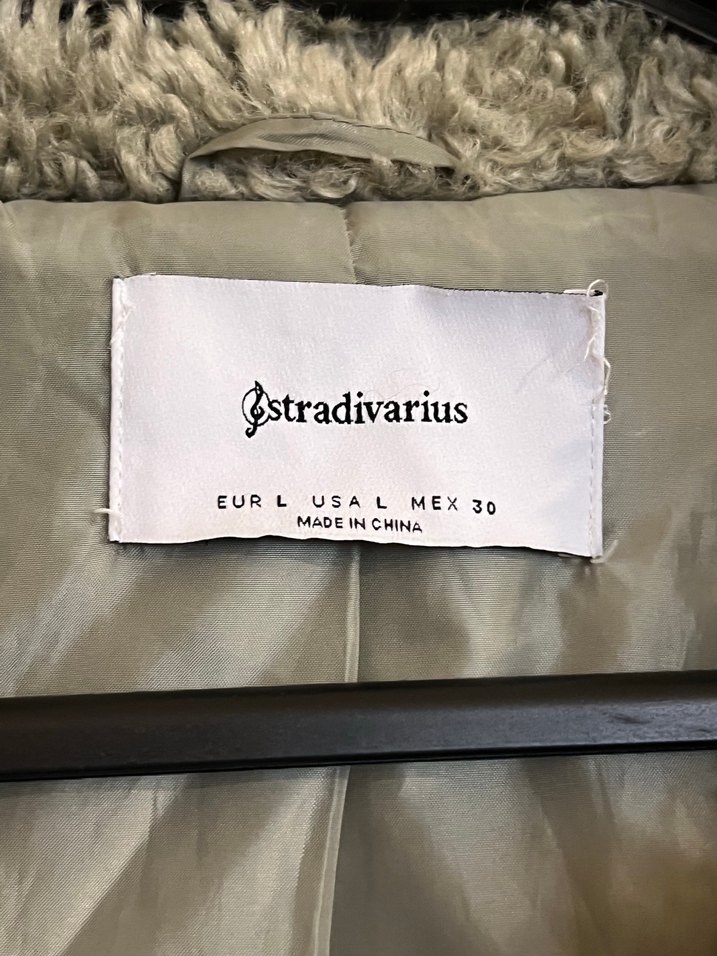 stradivarius
EUR L USA L MEX 30
MADE IN CHINA